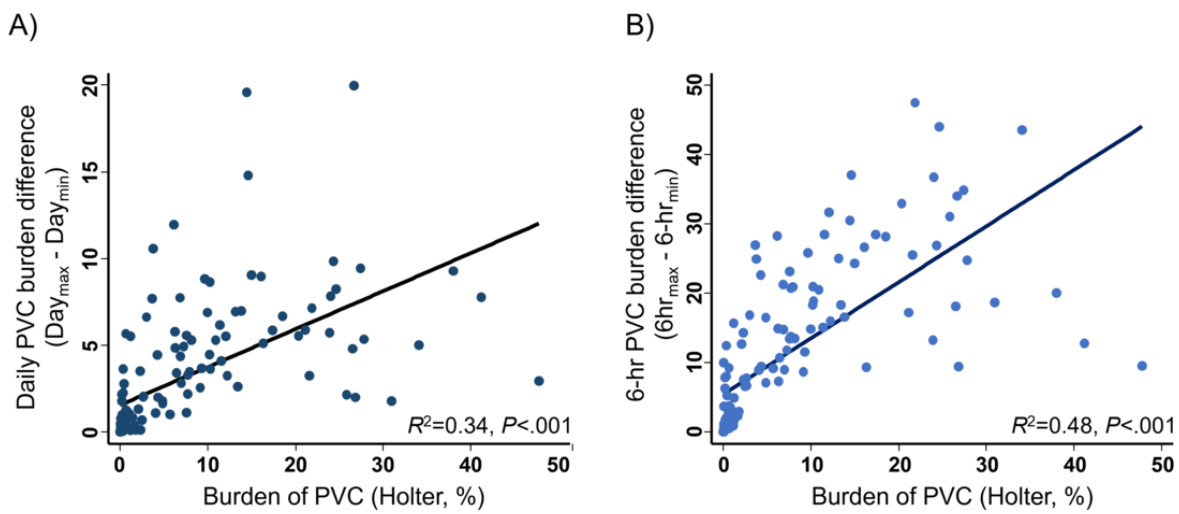 A)
Daily PVC burden difference
(Daymax - Daymin)
20
15
10
5
0
R²=0.34, P<.001
0 10 20 30 40 50
Burden of PVC (Holter, %)
B)
6-hr PVC burden difference
(6hrmax - 6-hrmin)
50
40
30
20
10
0
R²=0.48, P<.001
0 10 20 30 40 50
Burden of PVC (Holter, %)